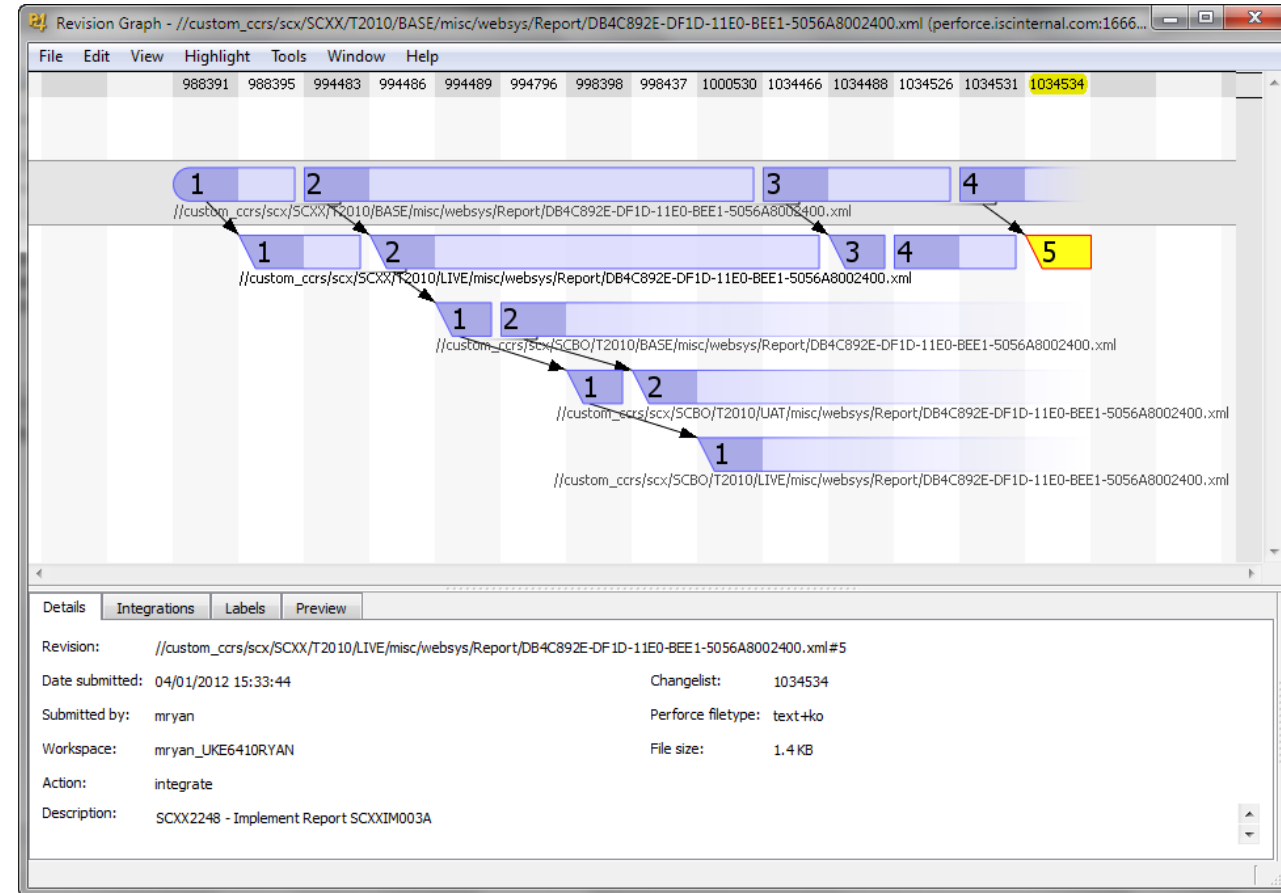 Revision Graph - //custom_ccrs/scx/SCXX/T2010/BASE/misc/websys/Report/DB4C892E-DF1D-11E0-BEE1-5056A8002400.xml (perforce.iscinternal.com:1666...
File Edit View Highlight Tools Window Help
988391 988395 994483 994486 994489 994796 998398 998437 1000530 1034466 1034488 1034526 1034531 1034534
1 2 3 4
//custom_ccrs/scx/SCXX/T2010/BASE/misc/websys/Report/DB4C892E-DF1D-11E0-BEE1-5056A8002400.xml
1 2 3 4 5
//custom_ccrs/scx/SCXX/T2010/LIVE/misc/websys/Report/DB4C892E-DF1D-11E0-BEE1-5056A8002400.xml
1 2
//custom_ccrs/scx/SCBO/T2010/BASE/misc/websys/Report/DB4C892E-DF1D-11E0-BEE1-5056A8002400.xml
1 2
//custom_ccrs/scx/SCBO/T2010/UAT/misc/websys/Report/DB4C892E-DF1D-11E0-BEE1-5056A8002400.xml
1
//custom_ccrs/scx/SCBO/T2010/LIVE/misc/websys/Report/DB4C892E-DF1D-11E0-BEE1-5056A8002400.xml
Details Integrations Labels Preview
Revision: //custom_ccrs/scx/SCXX/T2010/LIVE/misc/websys/Report/DB4C892E-DF1D-11E0-BEE1-5056A8002400.xml#5
Date submitted: 04/01/2012 15:33:44 Changelist: 1034534
Submitted by: mryan Perforce filetype: text+ko
Workspace: mryan_UKE6410RYAN File size: 1.4 KB
Action: integrate
Description: SCXX2248 - Implement Report SCXXIM003A